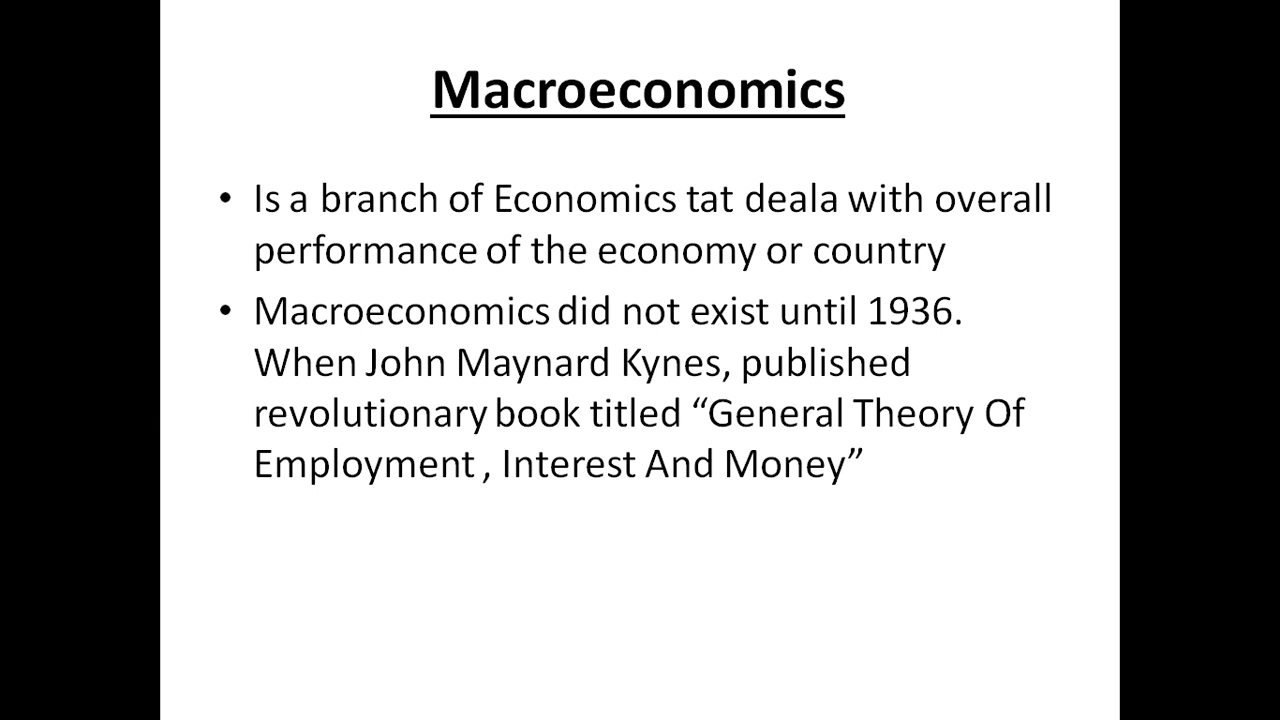 Macroeconomics
• Is a branch of Economics tat deala with overall
performance of the economy or country
• Macroeconomics did not exist until 1936.
When John Maynard Kynes, published
revolutionary book titled “General Theory Of
Employment , Interest And Money”